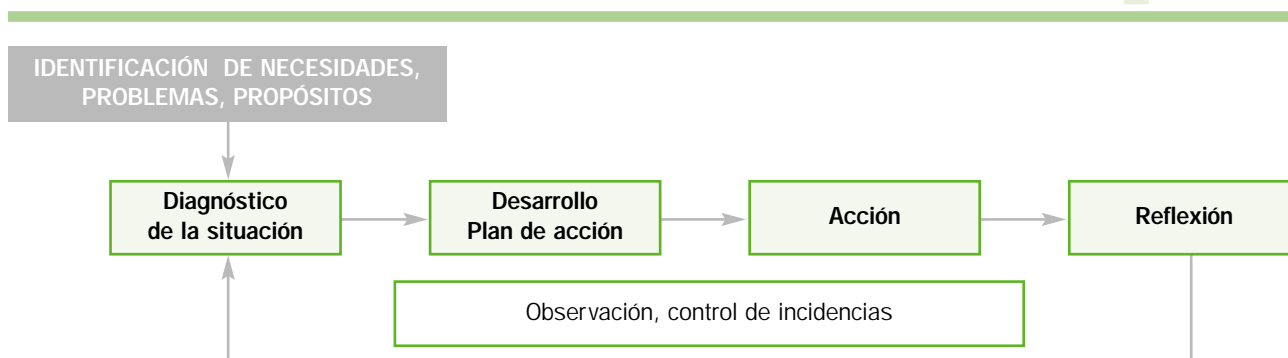 IDENTIFICACIÓN DE NECESIDADES,
PROBLEMAS, PROPÓSITOS
Diagnóstico
de la situación
Desarrollo
Plan de acción
Acción
Reflexión
Observación, control de incidencias